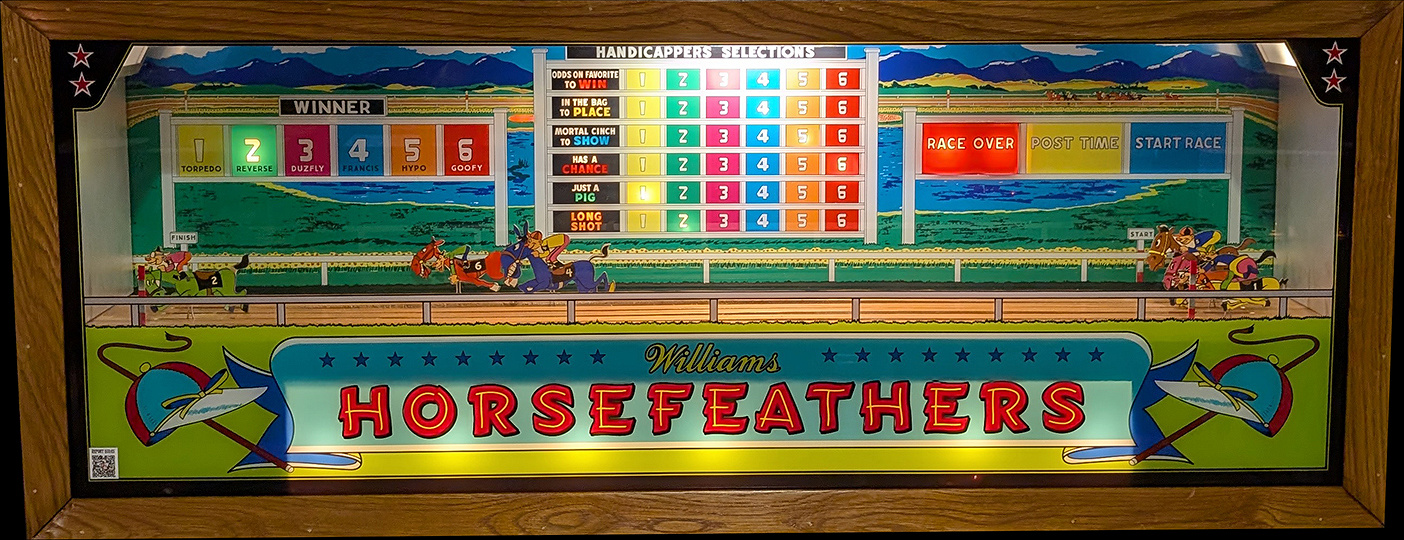 HANDICAPPERS SELECTIONS
ODDS ON FAVORITE TO WIN 1 2 3 4 5 6
IN THE BAG TO PLACE 1 2 3 4 5 6
MORTAL CINCH TO SHOW 1 2 3 4 5 6
HAS A CHANCE 1 2 3 4 5 6
JUST A PIG 1 2 3 4 5 6
LONG SHOT 1 2 3 4 5 6
WINNER
1 2 3 4 5 6
TORPEDO REVERSE DUZFLY FRANCIS HYPO GOOFY
RACE OVER POST TIME START RACE
FINISH
START
2
6
4
Williams
HORSEFEATHERS
REPORT ISSUES